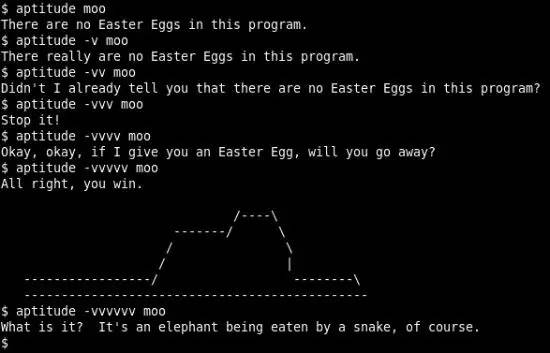 $ aptitude moo
There are no Easter Eggs in this program.
$ aptitude -v moo
There really are no Easter Eggs in this program.
$ aptitude -vv moo
Didn't I already tell you that there are no Easter Eggs in this program?
$ aptitude -vvv moo
Stop it!
$ aptitude -vvvv moo
Okay, okay, if I give you an Easter Egg, will you go away?
$ aptitude -vvvvv moo
All right, you win.

                               /----\
                       -------/      \
                      /               \
                     /                |
   -----------------/                  --------\
   ----------------------------------------------
$ aptitude -vvvvvv moo
What is it?  It's an elephant being eaten by a snake, of course.
$